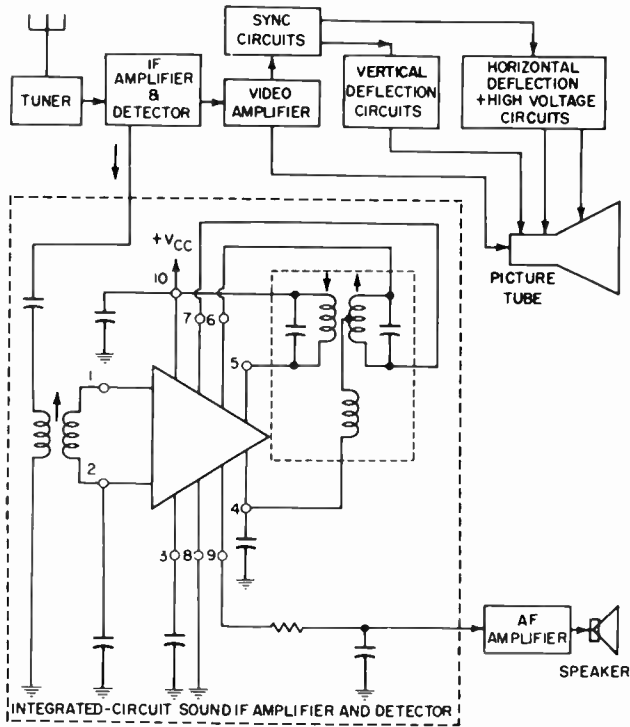 SYNC
CIRCUITS
IF
AMPLIFIER
&
DETECTOR
TUNER
VIDEO
AMPLIFIER
VERTICAL
DEFLECTION
CIRCUITS
HORIZONTAL
DEFLECTION
+HIGH VOLTAGE
CIRCUITS
PICTURE
TUBE
+VCC
10
7
6
5
1
2
4
3
8
9
AF
AMPLIFIER
SPEAKER
INTEGRATED-CIRCUIT SOUND IF AMPLIFIER AND DETECTOR